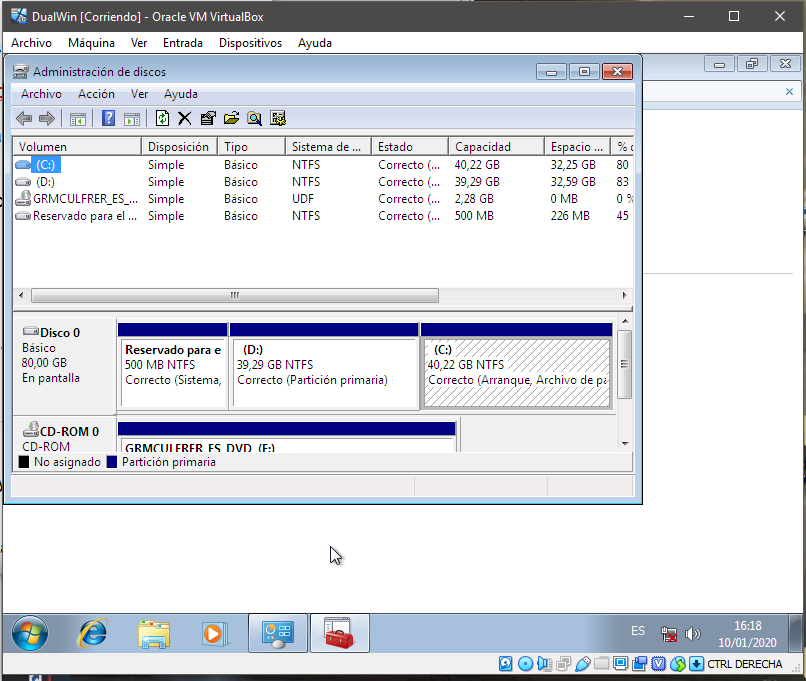 DualWin [Corriendo] - Oracle VM VirtualBox
Archivo Máquina Ver Entrada Dispositivos Ayuda
Administración de discos
Archivo Acción Ver Ayuda
Volumen Disposición Tipo Sistema de ... Estado Capacidad Espacio ... % d
(C:) Simple Básico NTFS Correcto (... 40,22 GB 32,25 GB 80
(D:) Simple Básico NTFS Correcto (... 39,29 GB 32,59 GB 83
GRMCULFRER_ES_... Simple Básico UDF Correcto (... 2,28 GB 0 MB 0 %
Reservado para el ... Simple Básico NTFS Correcto (... 500 MB 226 MB 45
Disco 0
Básico
80,00 GB
En pantalla
Reservado para e
500 MB NTFS
Correcto (Sistema,
(D:)
39,29 GB NTFS
Correcto (Partición primaria)
(C:)
40,22 GB NTFS
Correcto (Arranque, Archivo de pa
CD-ROM 0
CD-ROM
GRMCULFRER_ES_DVD (E:)
No asignado Partición primaria
ES
16:18
10/01/2020
CTRL DERECHA